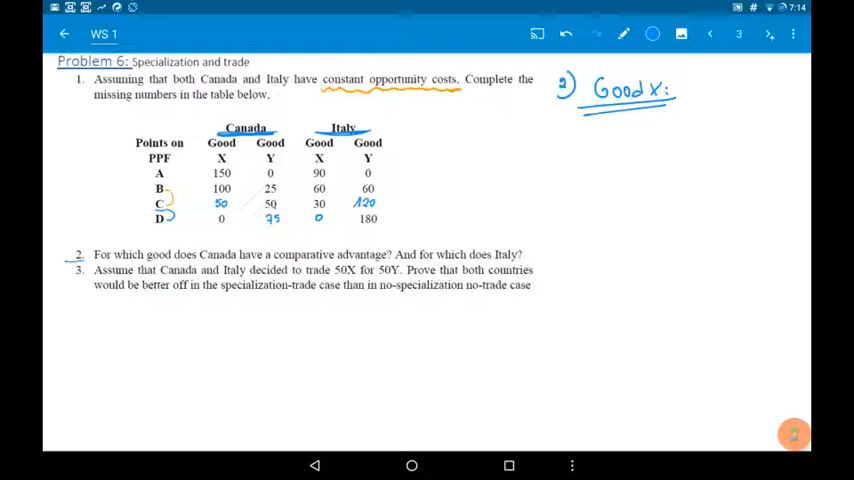 7:14
WS 1
3
Problem 6: Specialization and trade
1. Assuming that both Canada and Italy have constant opportunity costs. Complete the
missing numbers in the table below.
2) Good X:
Canada Italy
Points on Good Good Good Good
PPF X Y X Y
A 150 0 90 0
B 100 25 60 60
C 50 50 30 120
D 0 75 0 180
2. For which good does Canada have a comparative advantage? And for which does Italy?
3. Assume that Canada and Italy decided to trade 50X for 50Y. Prove that both countries
would be better off in the specialization-trade case than in no-specialization no-trade case